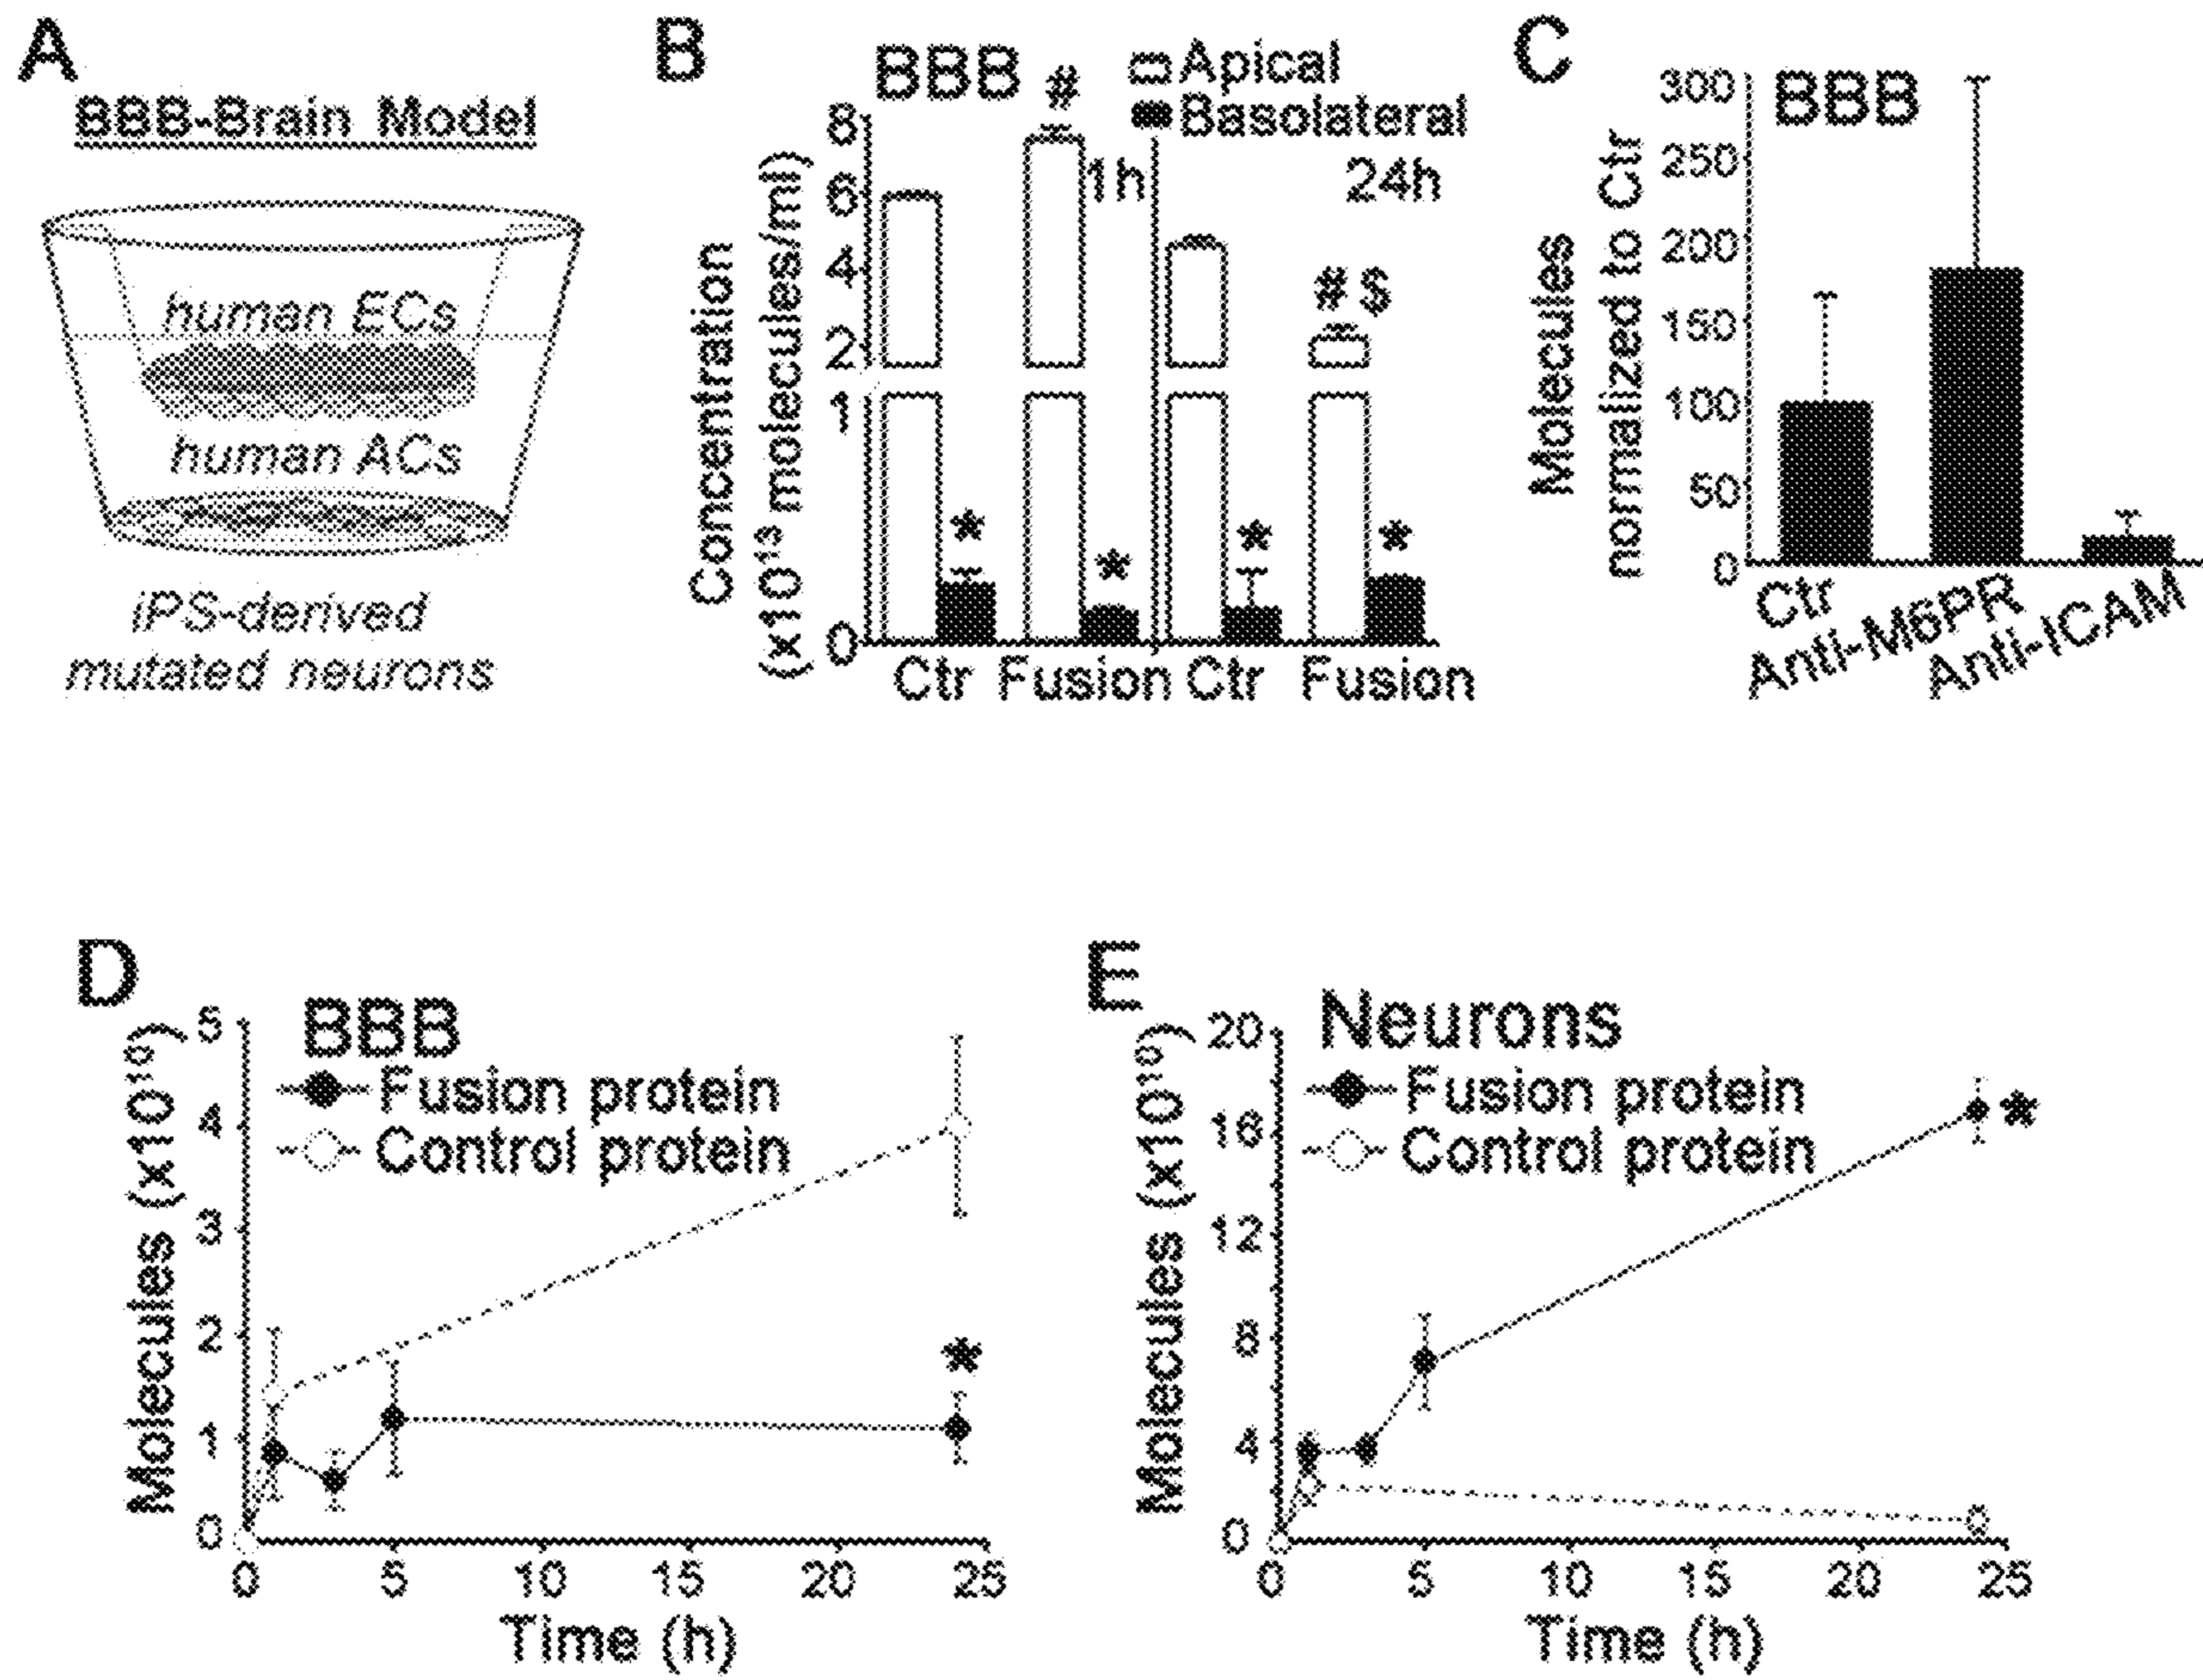 A
BBB-Brain Model
human ECs
human ACs
iPS-derived
mutated neurons
B
BBB
#
Apical
Basolateral
1h
24h
# $
Concentration
(x10¹³ molecules/ml)
8
6
4
2
1
0
*
*
*
*
Ctr Fusion Ctr Fusion
C
BBB
Molecules
normalized to Ctr
300
250
200
150
100
50
0
Ctr
Anti-M6PR
Anti-ICAM
D
BBB
Fusion protein
Control protein
Molecules (x10¹⁰)
5
4
3
2
1
0
*
0 5 10 15 20 25
Time (h)
E
Neurons
Fusion protein
Control protein
Molecules (x10¹⁰)
20
16
12
8
4
0
*
0 5 10 15 20 25
Time (h)